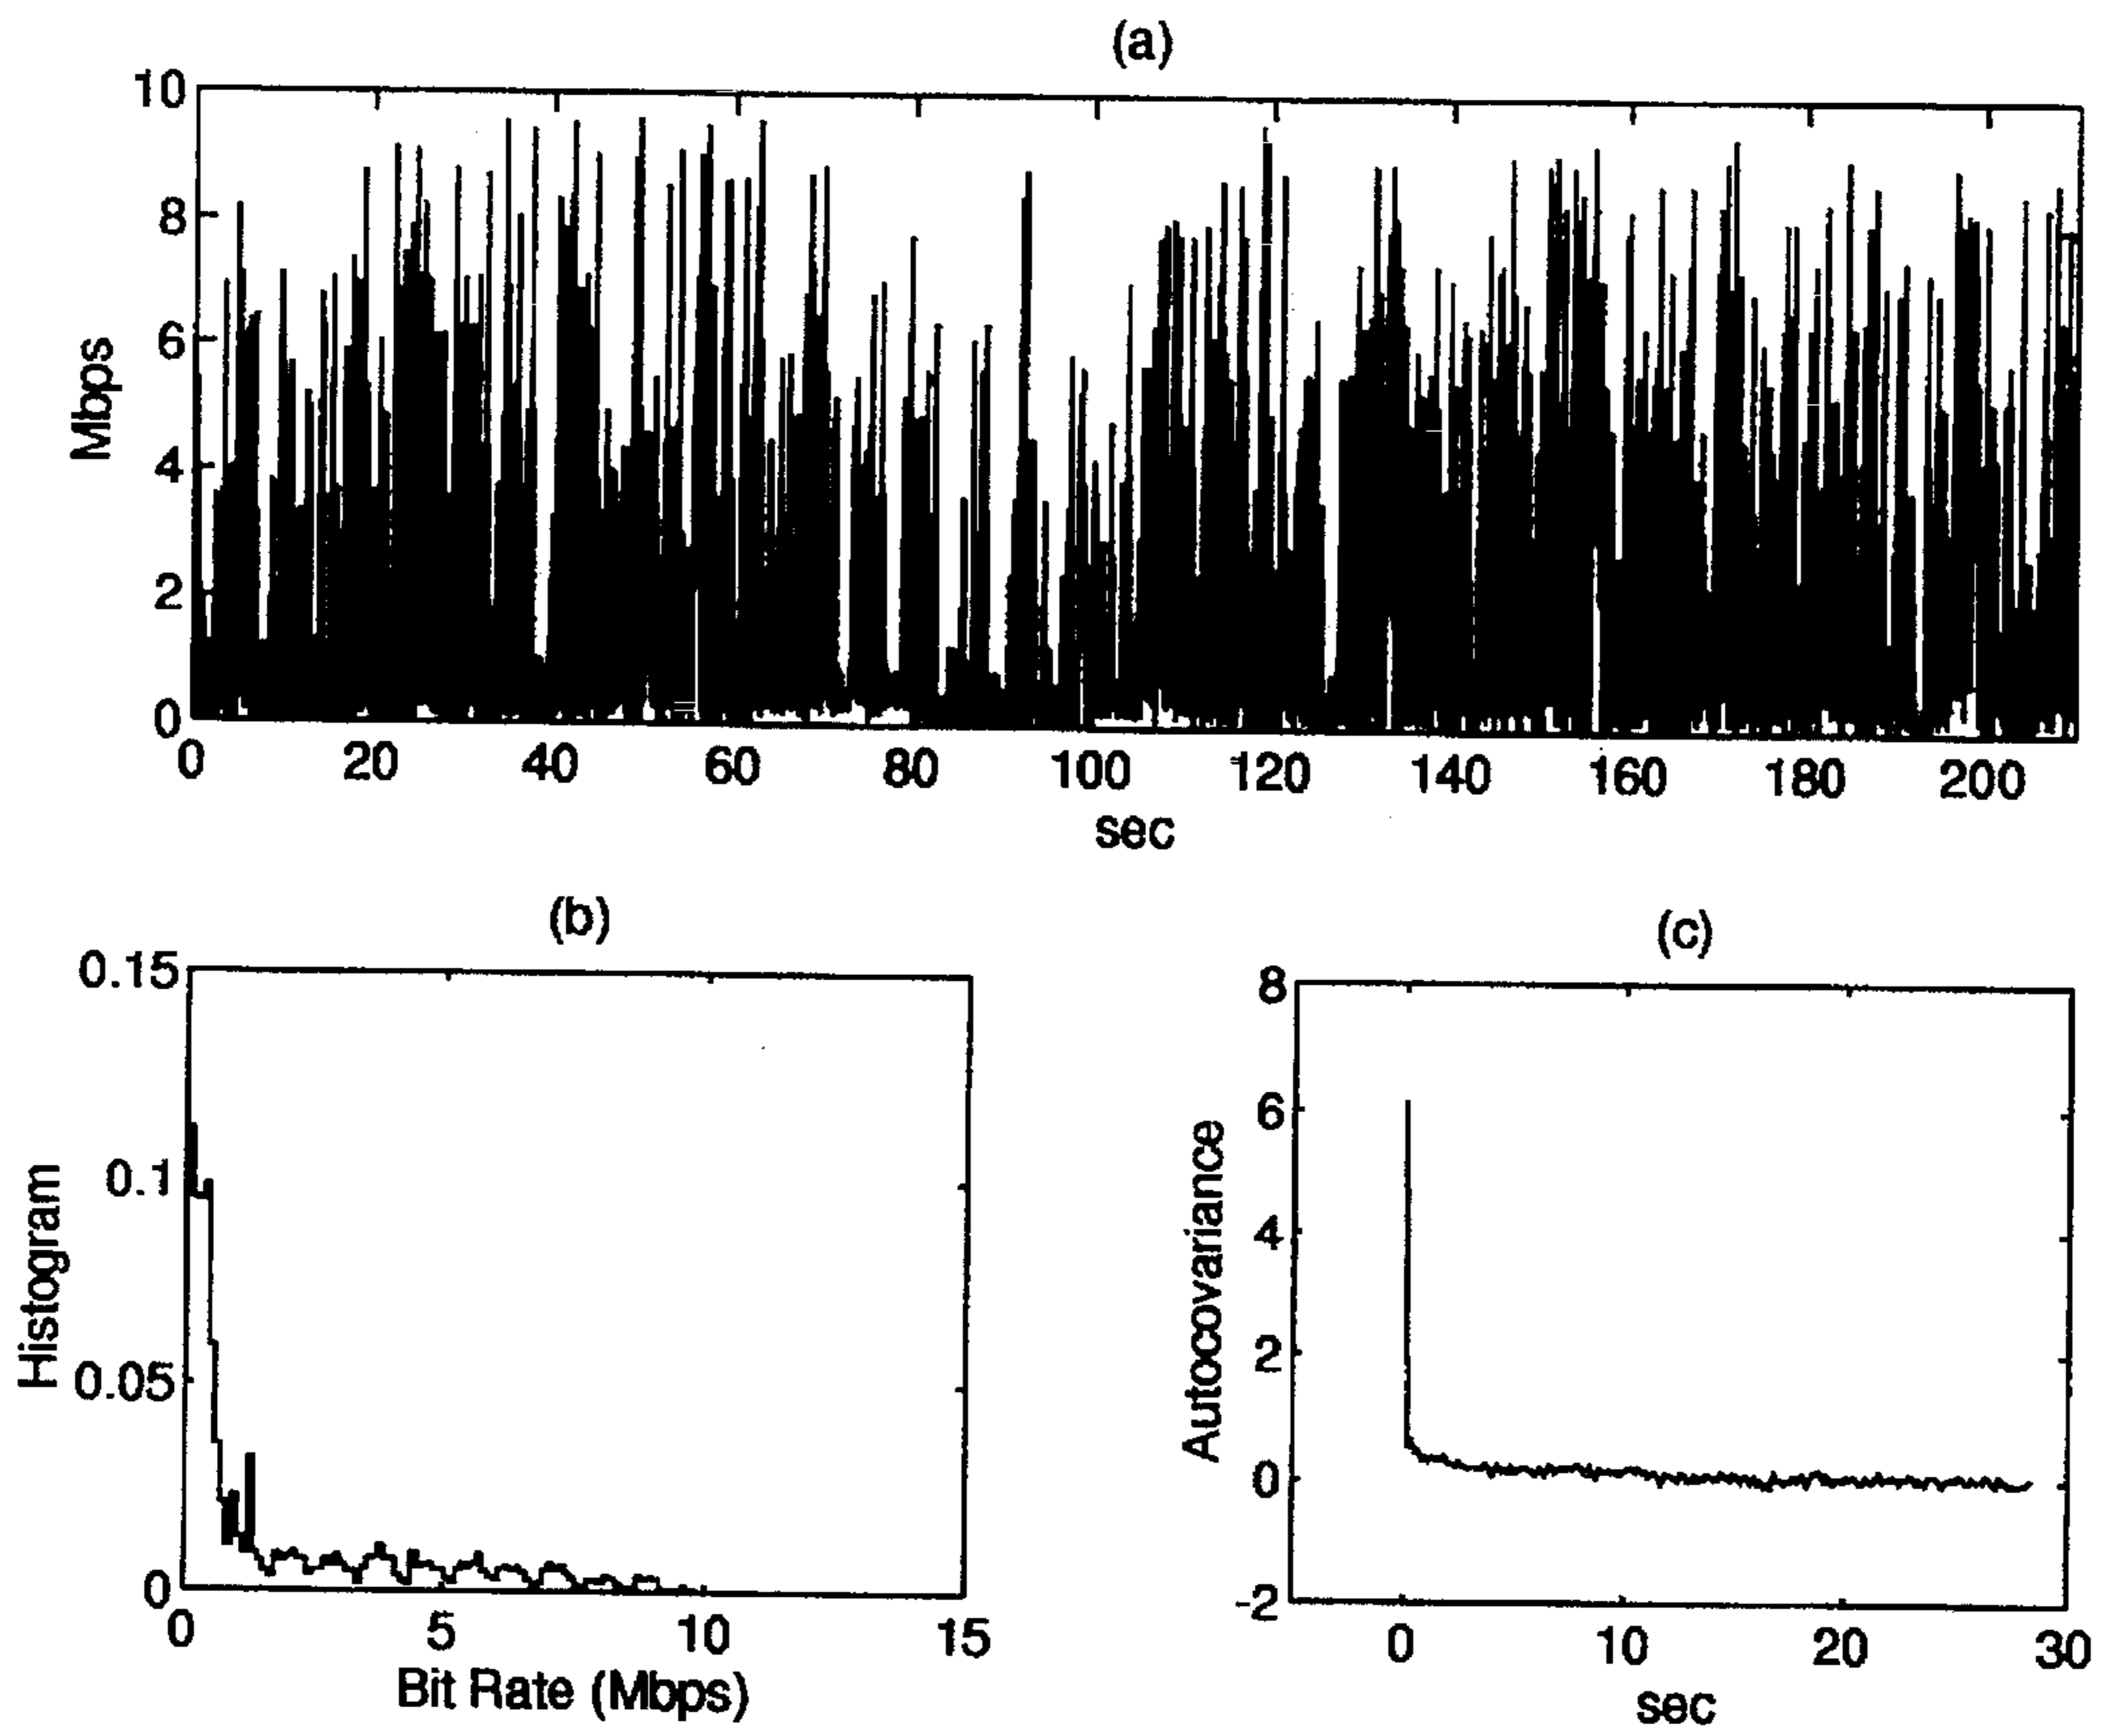 (a)
10
8
6
4
2
0
Mbps
0 20 40 60 80 100 120 140 160 180 200
sec
(b)
0.15
0.1
0.05
0
Histogram
0 5 10 15
Bit Rate (Mbps)
(c)
8
6
4
2
0
-2
Autocovariance
0 10 20 30
sec